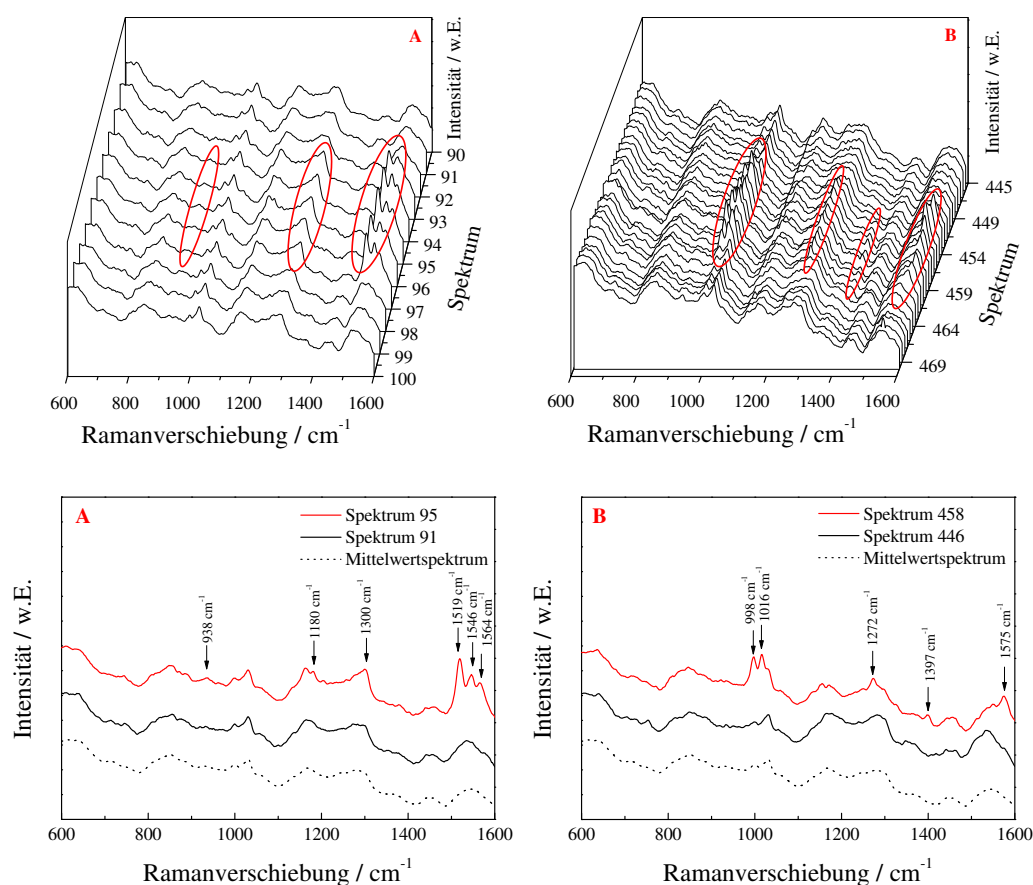 A
Intensität / w.E.
90
91
92
93
94
95
96
97
98
99
100
Spektrum
600 800 1000 1200 1400 1600
Ramanverschiebung / cm⁻¹
B
Intensität / w.E.
445
449
454
459
464
469
Spektrum
600 800 1000 1200 1400 1600
Ramanverschiebung / cm⁻¹
A
Spektrum 95
Spektrum 91
Mittelwertspektrum
938 cm⁻¹
1180 cm⁻¹
1300 cm⁻¹
1519 cm⁻¹
1546 cm⁻¹
1564 cm⁻¹
Intensität / w.E.
600 800 1000 1200 1400 1600
Ramanverschiebung / cm⁻¹
B
Spektrum 458
Spektrum 446
Mittelwertspektrum
998 cm⁻¹
1016 cm⁻¹
1272 cm⁻¹
1397 cm⁻¹
1575 cm⁻¹
Intensität / w.E.
600 800 1000 1200 1400 1600
Ramanverschiebung / cm⁻¹